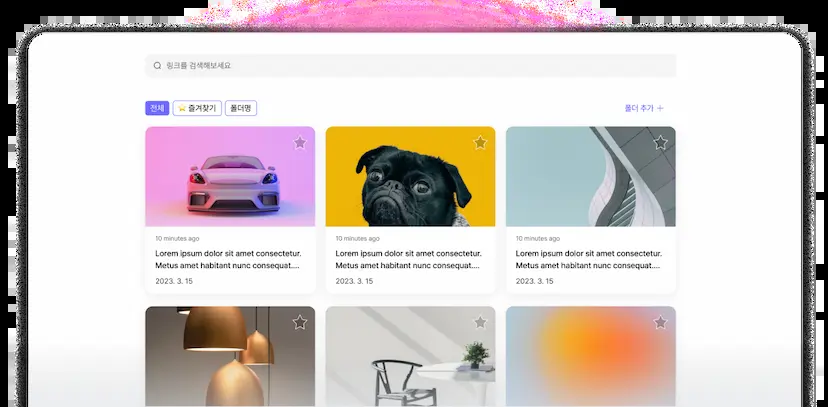 링크를 검색해보세요
전체
⭐ 즐겨찾기
폴더명
폴더 추가 +
10 minutes ago
Lorem ipsum dolor sit amet consectetur.
Metus amet habitant nunc consequat....
2023. 3. 15
10 minutes ago
Lorem ipsum dolor sit amet consectetur.
Metus amet habitant nunc consequat....
2023. 3. 15
10 minutes ago
Lorem ipsum dolor sit amet consectetur.
Metus amet habitant nunc consequat....
2023. 3. 15